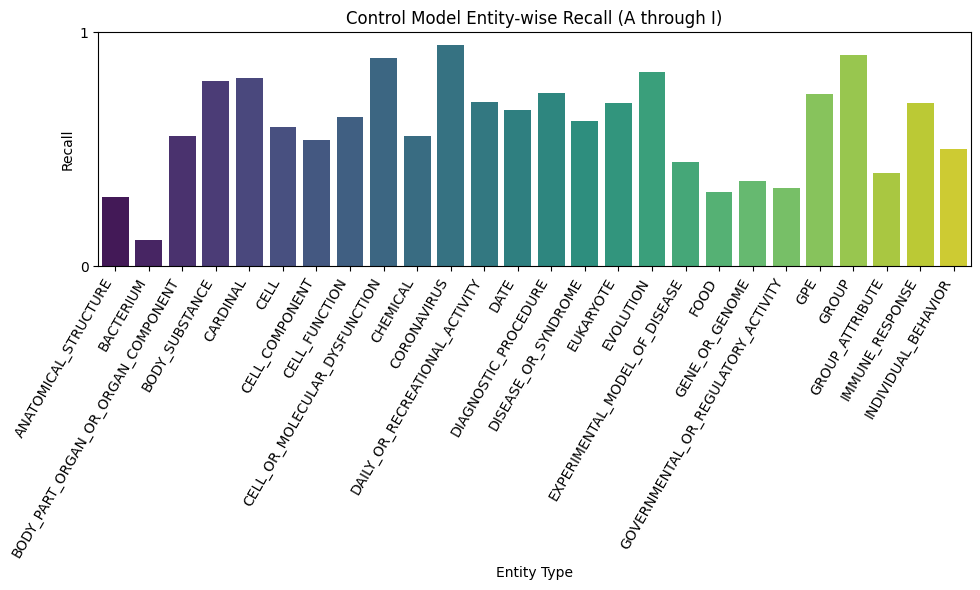 Control Model Entity-wise Recall (A through I)
1
0
Recall
ANATOMICAL_STRUCTURE
BACTERIUM
BODY_PART_ORGAN_OR_ORGAN_COMPONENT
BODY_SUBSTANCE
CARDINAL
CELL
CELL_COMPONENT
CELL_FUNCTION
CELL_OR_MOLECULAR_DYSFUNCTION
CHEMICAL
CORONAVIRUS
DAILY_OR_RECREATIONAL_ACTIVITY
DATE
DIAGNOSTIC_PROCEDURE
DISEASE_OR_SYNDROME
EUKARYOTE
EVOLUTION
EXPERIMENTAL_MODEL_OF_DISEASE
FOOD
GENE_OR_GENOME
GOVERNMENTAL_OR_REGULATORY_ACTIVITY
GPE
GROUP
GROUP_ATTRIBUTE
IMMUNE_RESPONSE
INDIVIDUAL_BEHAVIOR
Entity Type